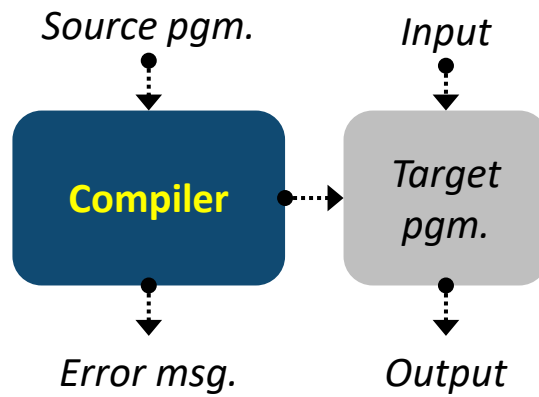 Source pgm.
Input
Compiler
Target
pgm.
Error msg.
Output